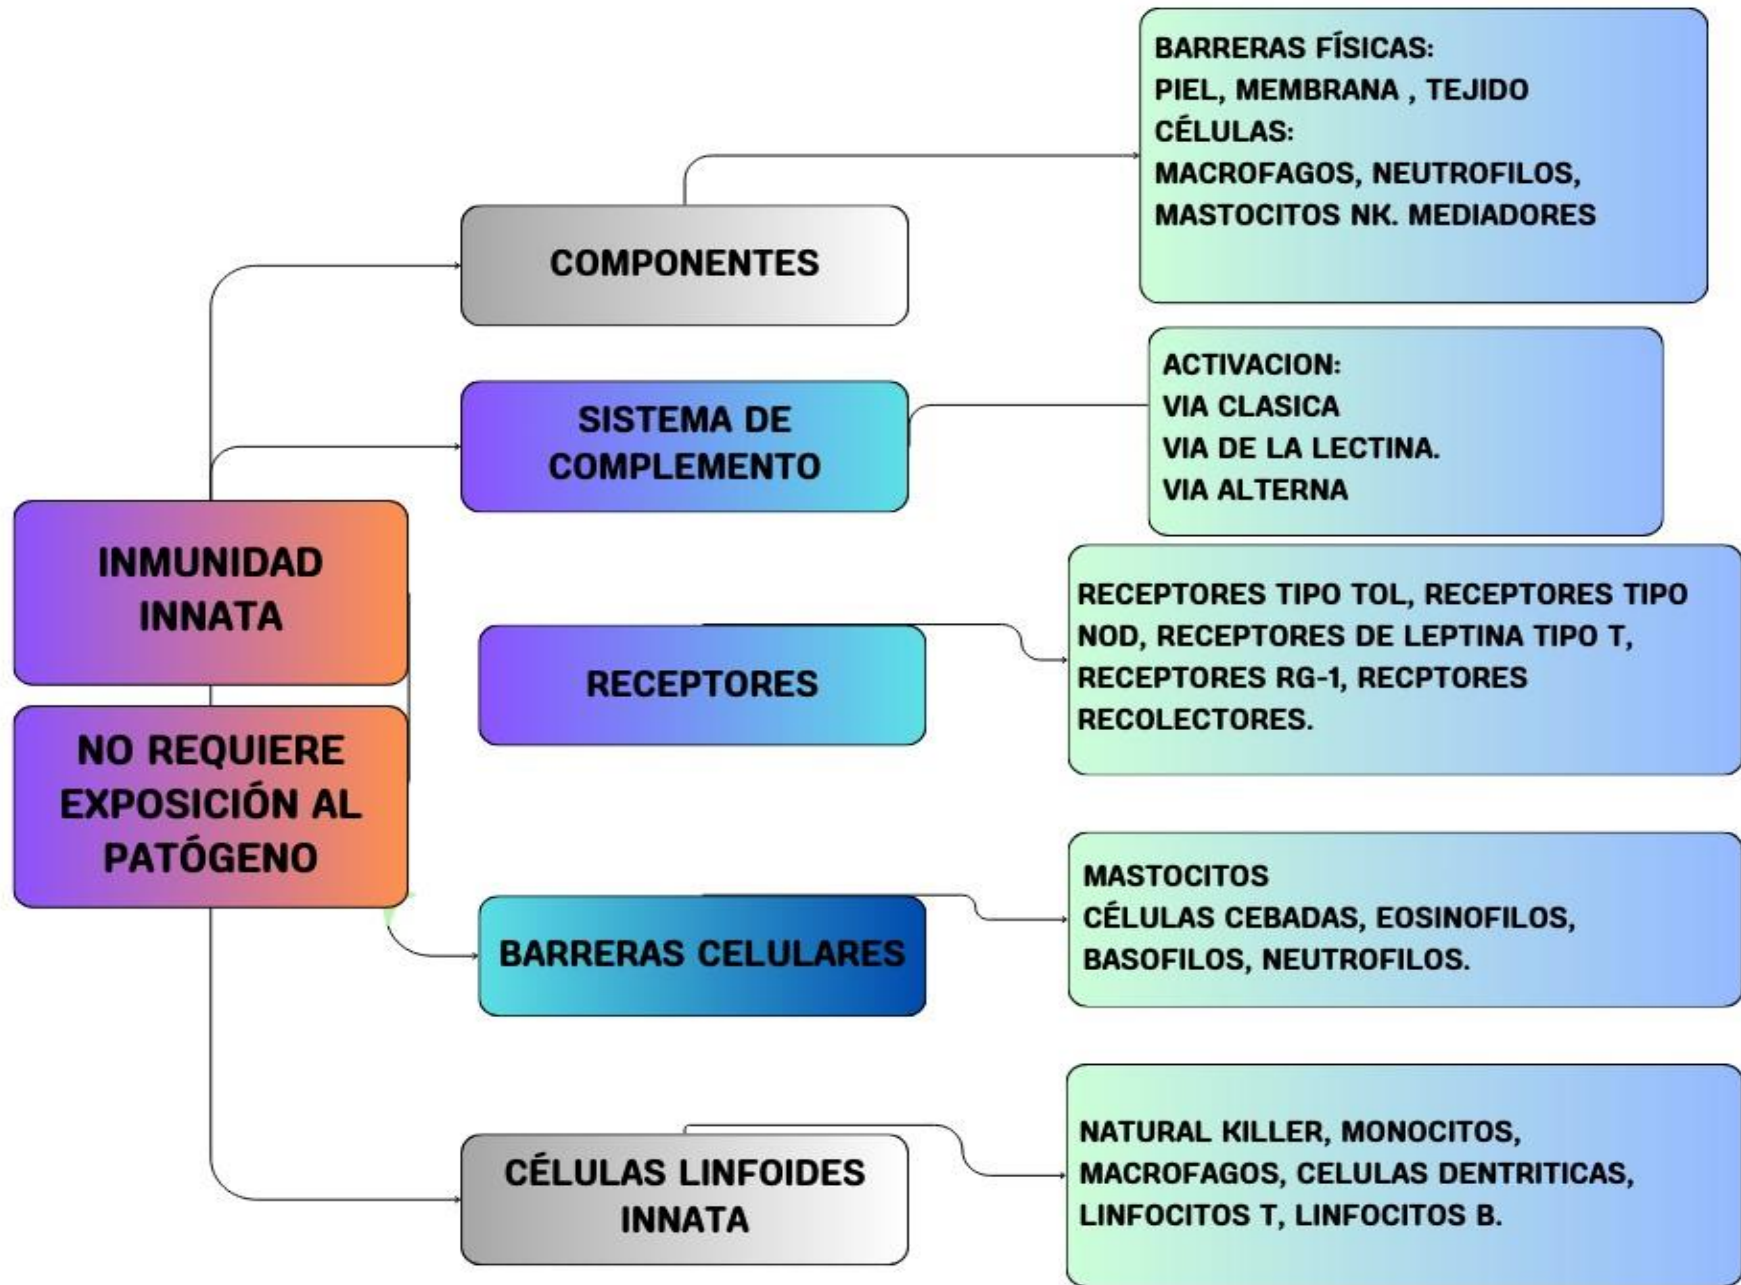 INMUNIDAD
INNATA
NO REQUIERE
EXPOSICIÓN AL
PATÓGENO
COMPONENTES
BARRERAS FÍSICAS:
PIEL, MEMBRANA , TEJIDO
CÉLULAS:
MACROFAGOS, NEUTROFILOS,
MASTOCITOS NK. MEDIADORES
SISTEMA DE
COMPLEMENTO
ACTIVACION:
VIA CLASICA
VIA DE LA LECTINA.
VIA ALTERNA
RECEPTORES
RECEPTORES TIPO TOL, RECEPTORES TIPO
NOD, RECEPTORES DE LEPTINA TIPO T,
RECEPTORES RG-1, RECPTORES
RECOLECTORES.
BARRERAS CELULARES
MASTOCITOS
CÉLULAS CEBADAS, EOSINOFILOS,
BASOFILOS, NEUTROFILOS.
CÉLULAS LINFOIDES
INNATA
NATURAL KILLER, MONOCITOS,
MACROFAGOS, CELULAS DENTRITICAS,
LINFOCITOS T, LINFOCITOS B.